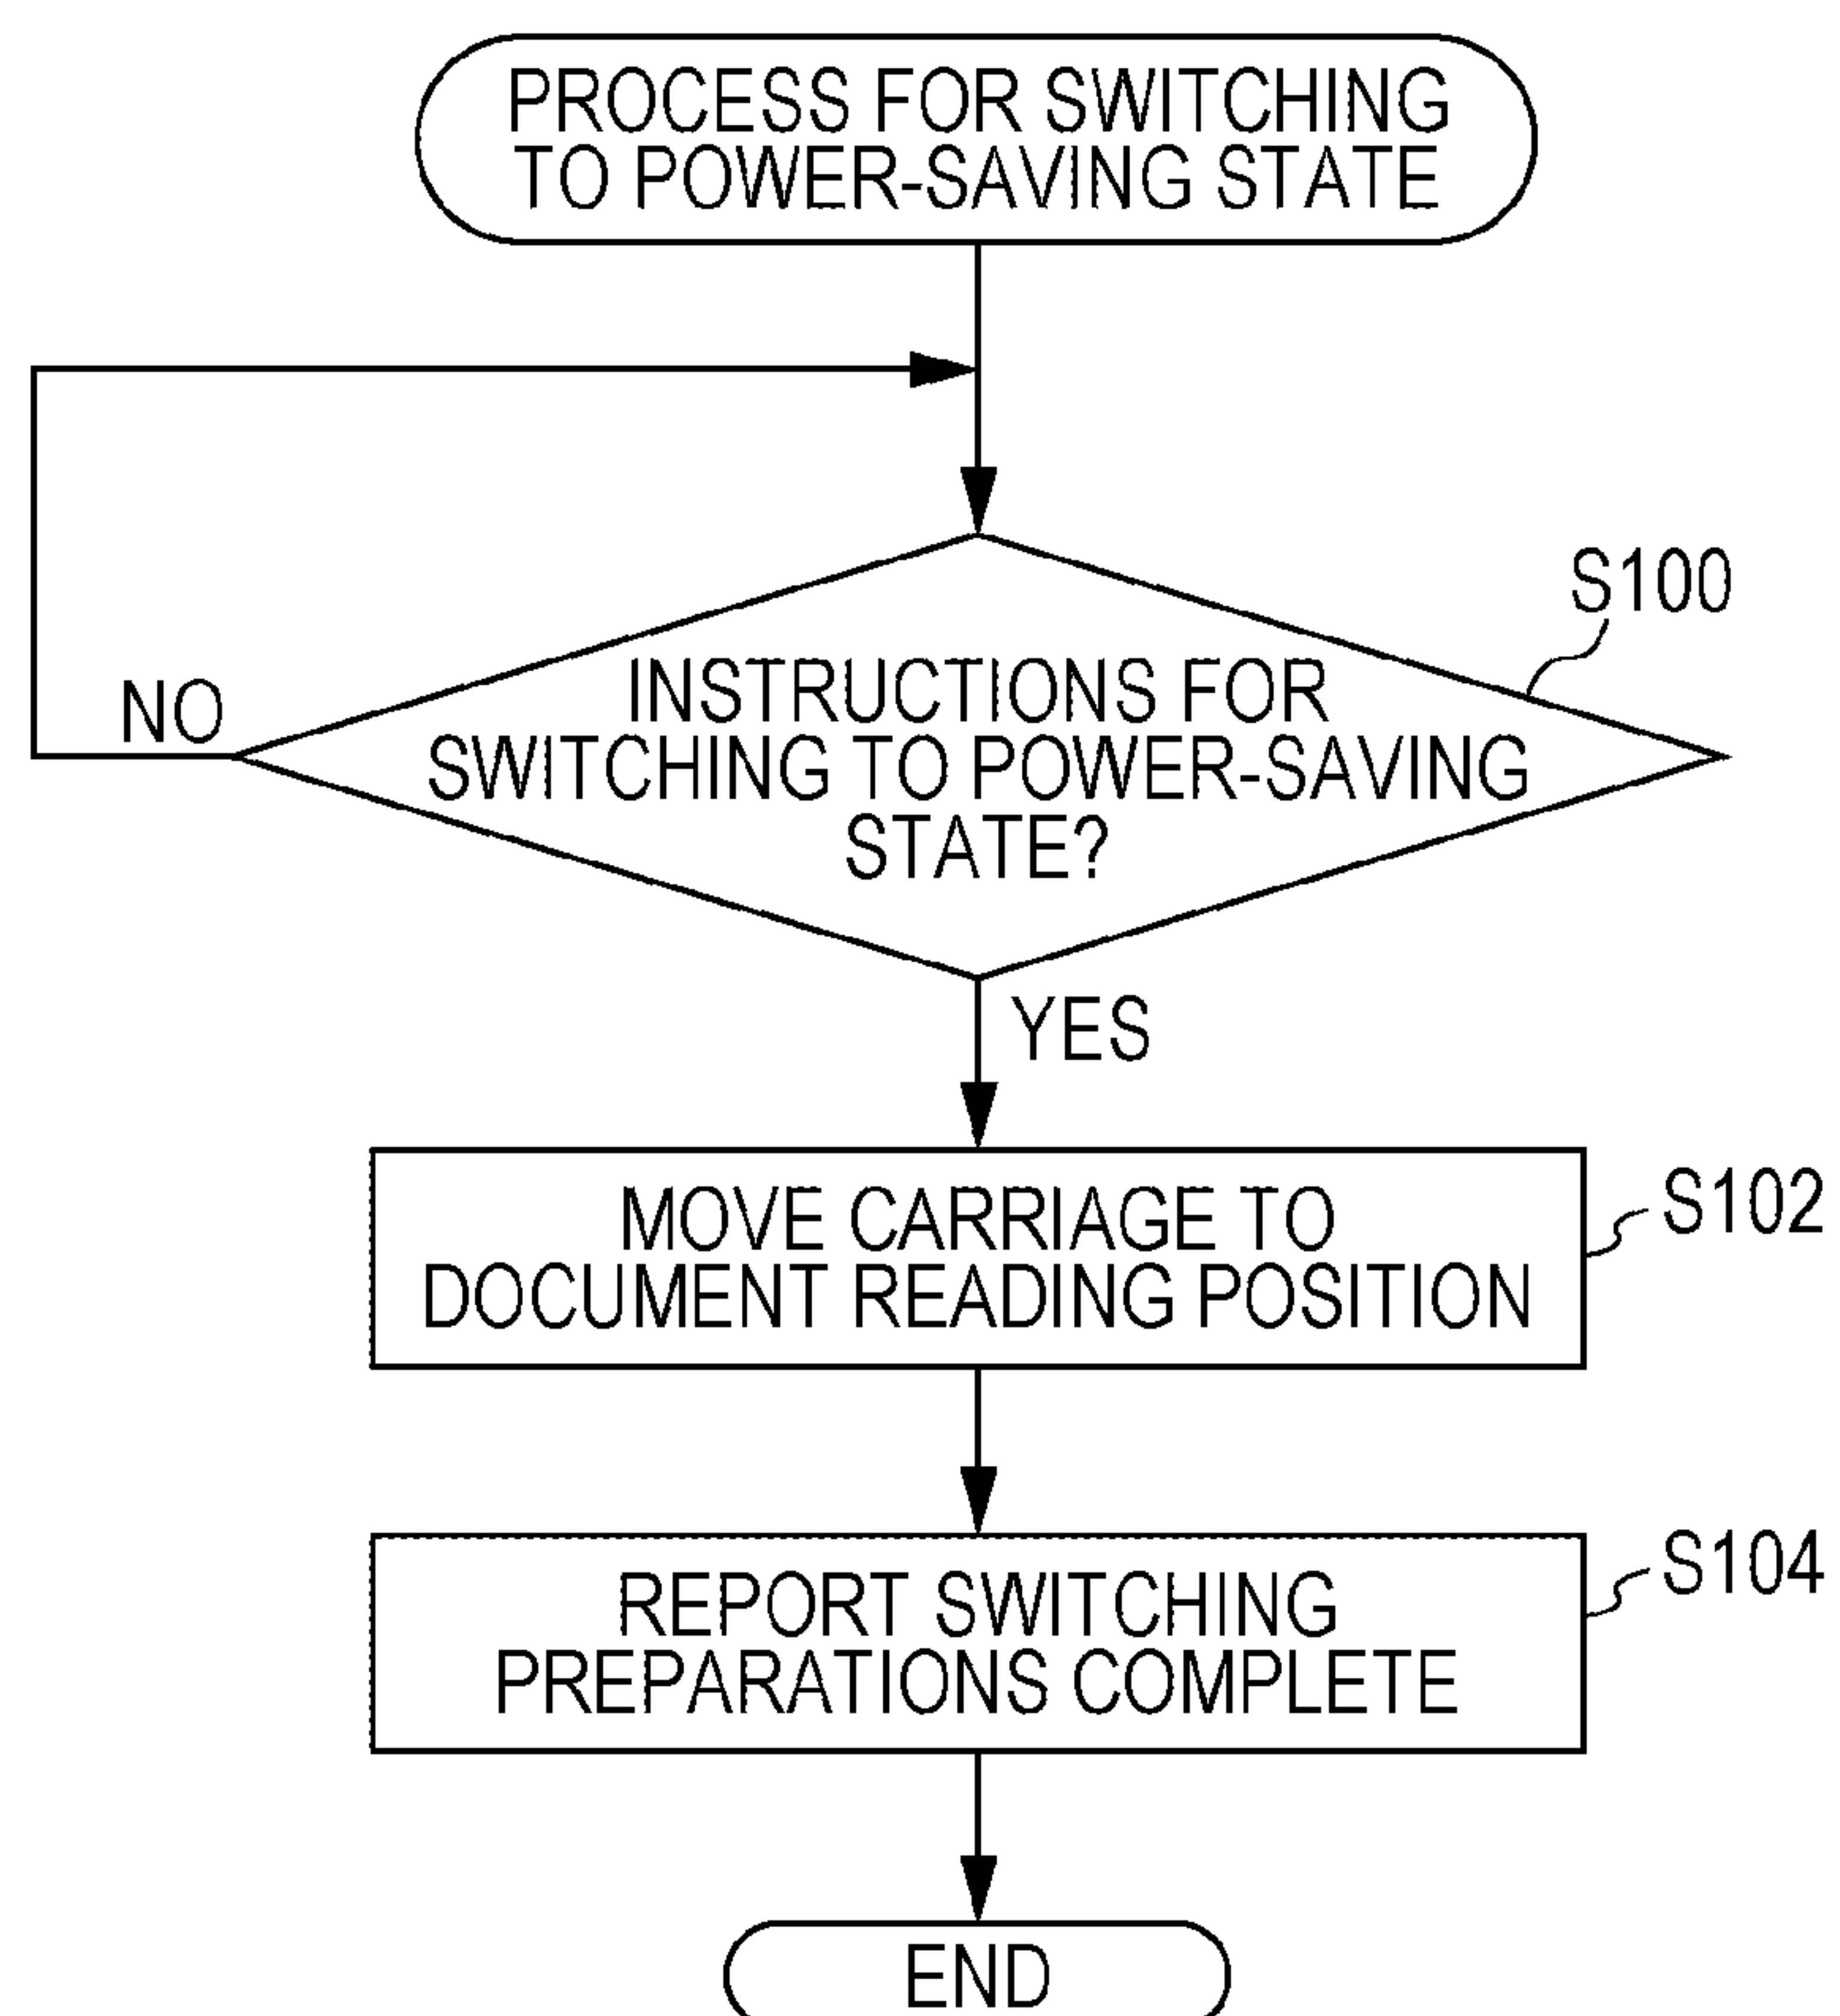 PROCESS FOR SWITCHING
TO POWER-SAVING STATE
S100
INSTRUCTIONS FOR
SWITCHING TO POWER-SAVING
STATE?
NO
YES
MOVE CARRIAGE TO
DOCUMENT READING POSITION
S102
REPORT SWITCHING
PREPARATIONS COMPLETE
S104
END